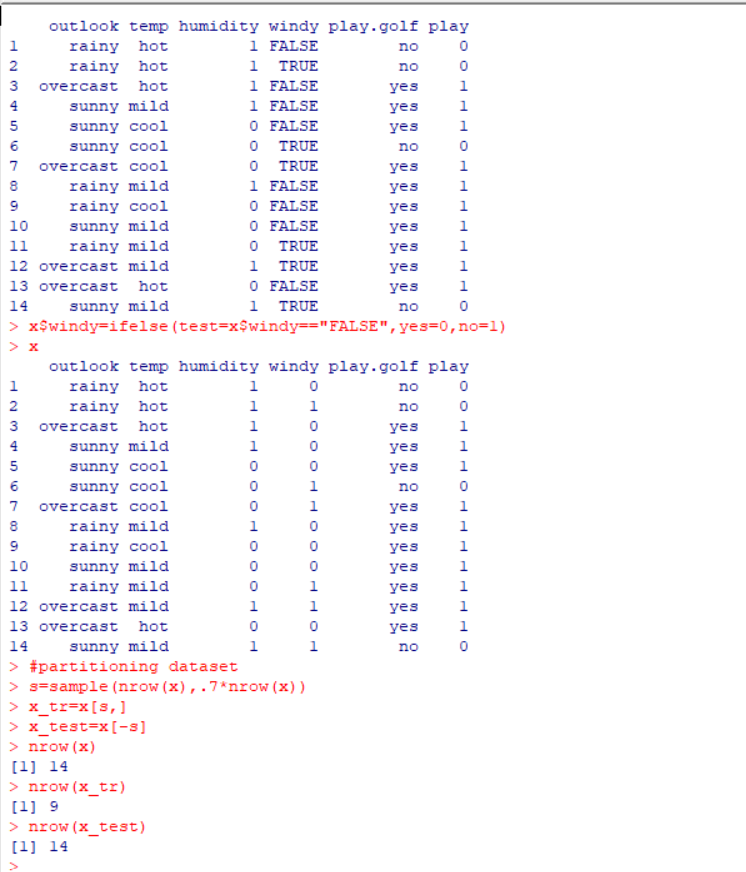 outlook temp humidity windy play.golf play
1 rainy hot 1 FALSE no 0
2 rainy hot 1 TRUE no 0
3 overcast hot 1 FALSE yes 1
4 sunny mild 1 FALSE yes 1
5 sunny cool 0 FALSE yes 1
6 sunny cool 0 TRUE no 0
7 overcast cool 0 TRUE yes 1
8 rainy mild 1 FALSE yes 1
9 rainy cool 0 FALSE yes 1
10 sunny mild 0 FALSE yes 1
11 rainy mild 0 TRUE yes 1
12 overcast mild 1 TRUE yes 1
13 overcast hot 0 FALSE yes 1
14 sunny mild 1 TRUE no 0
> x$windy=ifelse(test=x$windy=="FALSE",yes=0,no=1)
> x
outlook temp humidity windy play.golf play
1 rainy hot 1 0 no 0
2 rainy hot 1 1 no 0
3 overcast hot 1 0 yes 1
4 sunny mild 1 0 yes 1
5 sunny cool 0 0 yes 1
6 sunny cool 0 1 no 0
7 overcast cool 0 1 yes 1
8 rainy mild 1 0 yes 1
9 rainy cool 0 0 yes 1
10 sunny mild 0 0 yes 1
11 rainy mild 0 1 yes 1
12 overcast mild 1 1 yes 1
13 overcast hot 0 0 yes 1
14 sunny mild 1 1 no 0
> #partitioning dataset
> s=sample(nrow(x),.7*nrow(x))
> x_tr=x[s,]
> x_test=x[-s]
> nrow(x)
[1] 14
> nrow(x_tr)
[1] 9
> nrow(x_test)
[1] 14
>